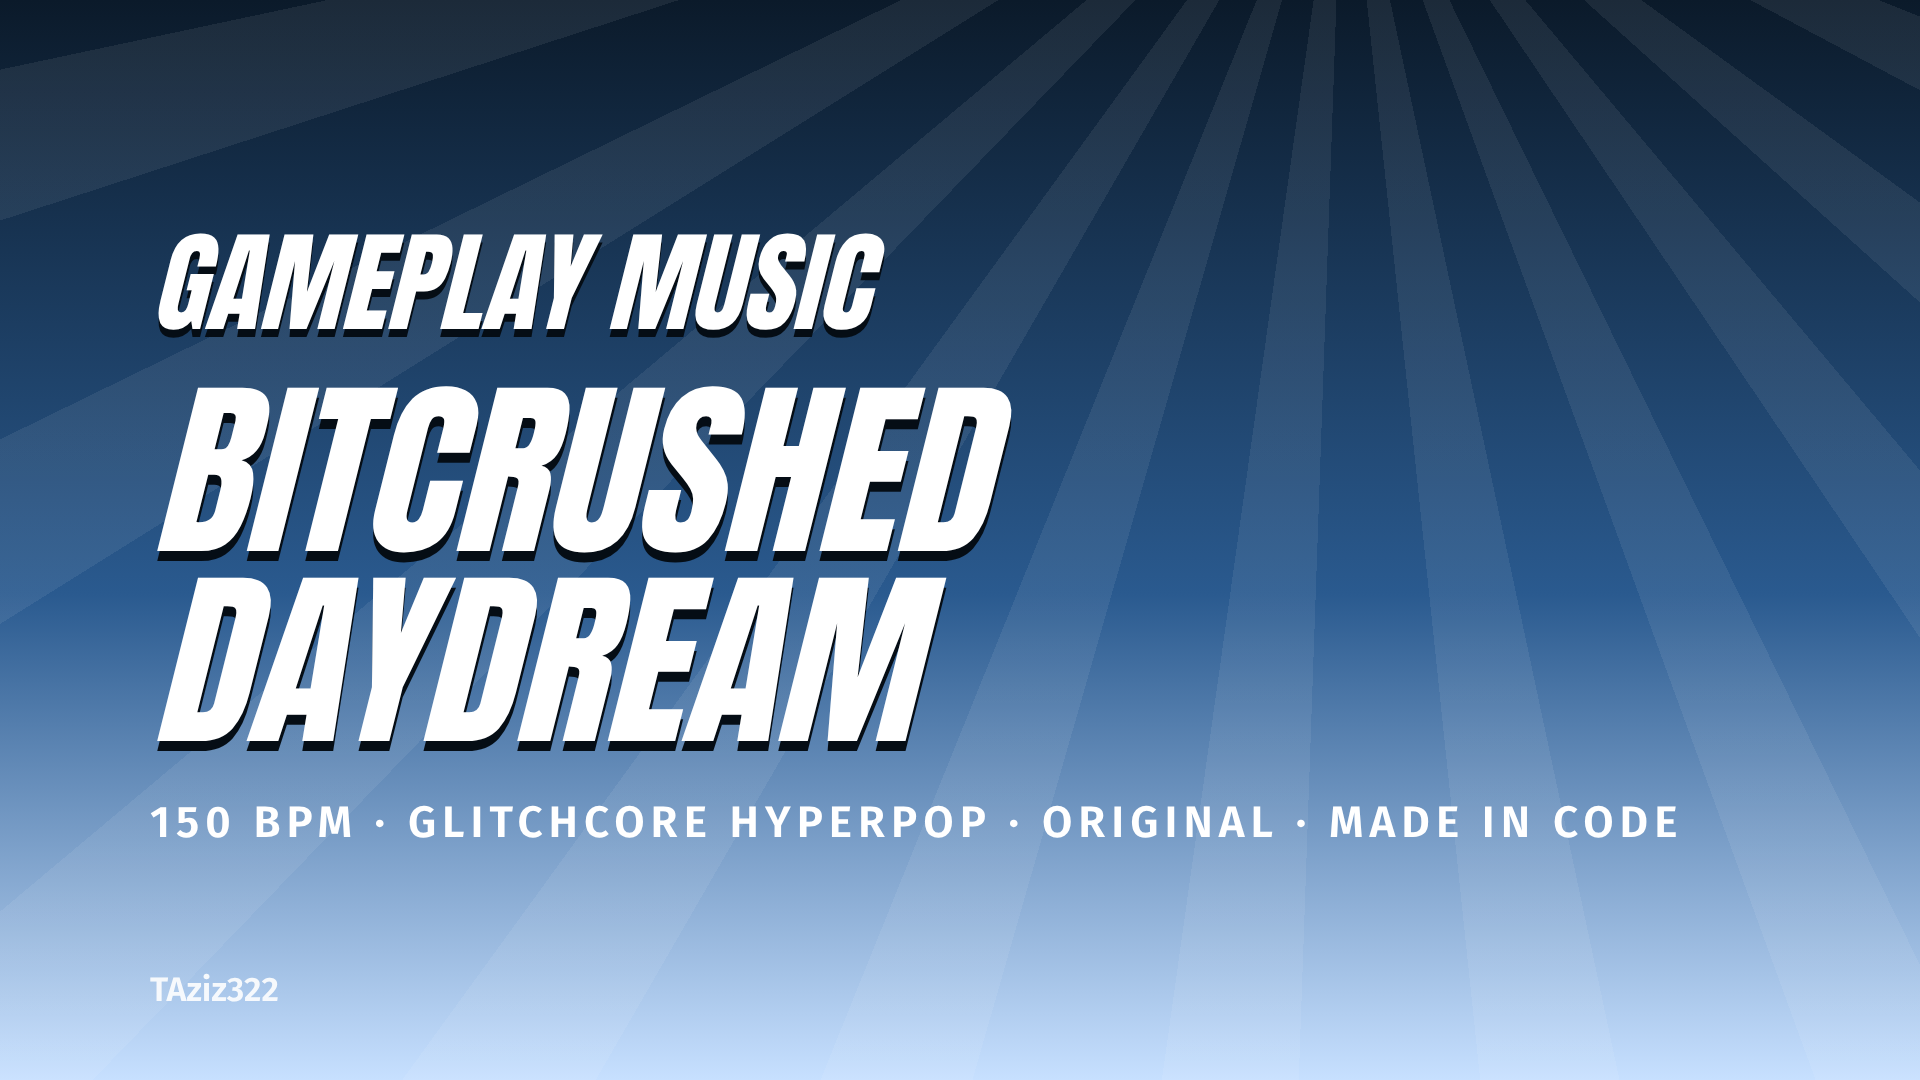 GAMEPLAY MUSIC
BITCRUSHED
DAYDREAM
150 BPM · GLITCHCORE HYPERPOP · ORIGINAL · MADE IN CODE
TAziz322